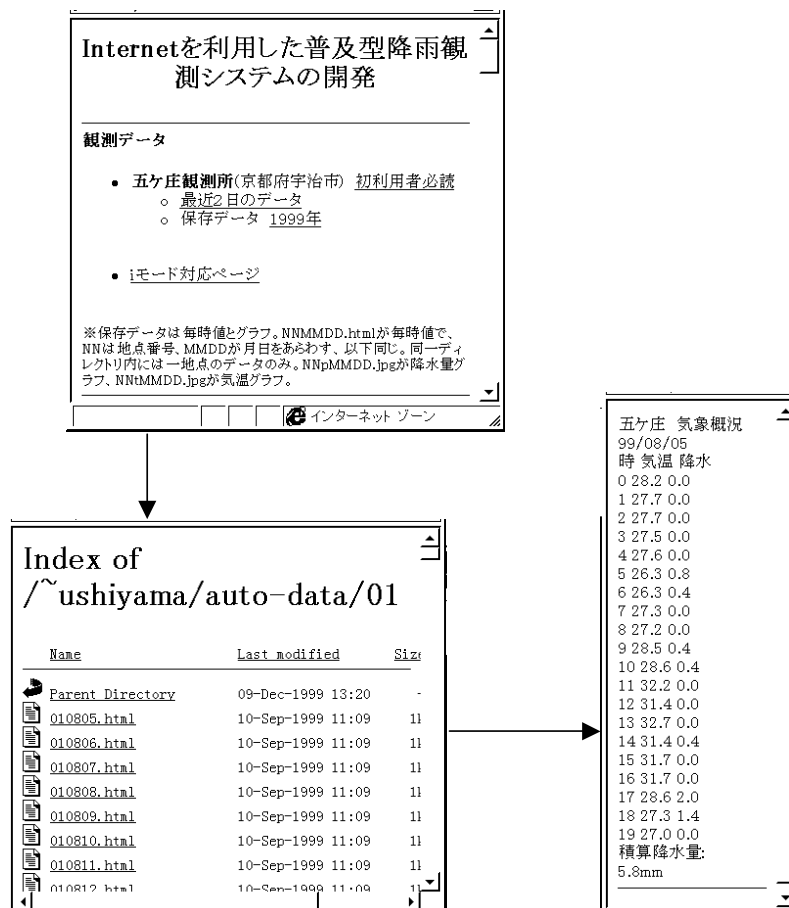 Internetを利用した普及型降雨観
測システムの開発
観測データ
五ケ庄観測所(京都府宇治市) 初利用者必読
最近2日のデータ
保存データ 1999年
iモード対応ページ
※保存データは毎時値とグラフ。NNMMDD.htmlが毎時値で、
NNは地点番号、MMDDが月日をあらわす、以下同じ。同一ディ
レクトリ内には一地点のデータのみ。NNpMMDD.jpgが降水量グ
ラフ、NNtMMDD.jpgが気温グラフ。
インターネット ゾーン
Index of
/~ushiyama/auto-data/01
Name Last modified Size
Parent Directory 09-Dec-1999 13:20 -
010805.html 10-Sep-1999 11:09 1k
010806.html 10-Sep-1999 11:09 1k
010807.html 10-Sep-1999 11:09 1k
010808.html 10-Sep-1999 11:09 1k
010809.html 10-Sep-1999 11:09 1k
010810.html 10-Sep-1999 11:09 1k
010811.html 10-Sep-1999 11:09 1k
010812.html 10-Sep-1999 11:09 1k
五ケ庄 気象概況
99/08/05
時 気温 降水
0 28.2 0.0
1 27.7 0.0
2 27.7 0.0
3 27.5 0.0
4 27.6 0.0
5 26.3 0.8
6 26.3 0.4
7 27.3 0.0
8 27.2 0.0
9 28.5 0.4
10 28.6 0.4
11 32.2 0.0
12 31.4 0.0
13 32.7 0.0
14 31.4 0.4
15 31.7 0.0
16 31.7 0.0
17 28.6 2.0
18 27.3 1.4
19 27.0 0.0
積算降水量:
5.8mm